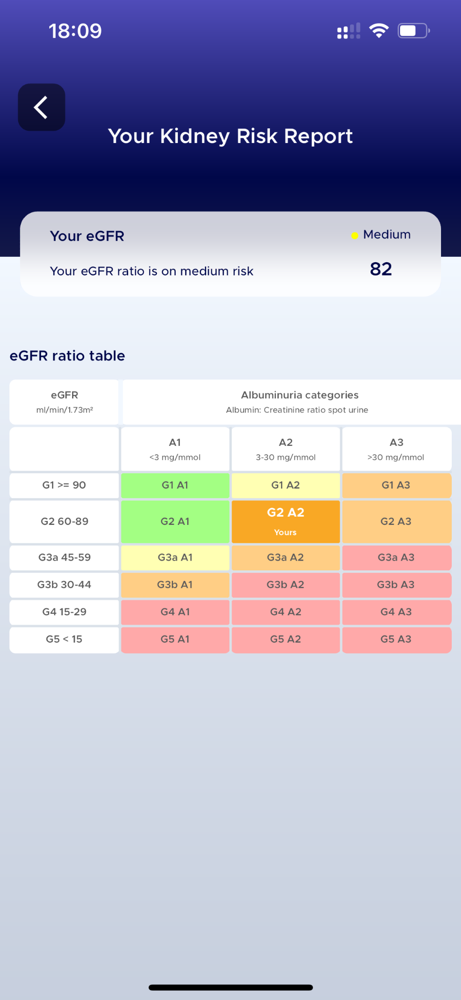 18:09
Your Kidney Risk Report
Your eGFR
Medium
Your eGFR ratio is on medium risk
82
eGFR ratio table
eGFR
ml/min/1.73m²
Albuminuria categories
Albumin: Creatinine ratio spot urine
A1
<3 mg/mmol
A2
3-30 mg/mmol
A3
>30 mg/mmol
G1 >= 90
G1 A1
G1 A2
G1 A3
G2 60-89
G2 A1
G2 A2
Yours
G2 A3
G3a 45-59
G3a A1
G3a A2
G3a A3
G3b 30-44
G3b A1
G3b A2
G3b A3
G4 15-29
G4 A1
G4 A2
G4 A3
G5 < 15
G5 A1
G5 A2
G5 A3